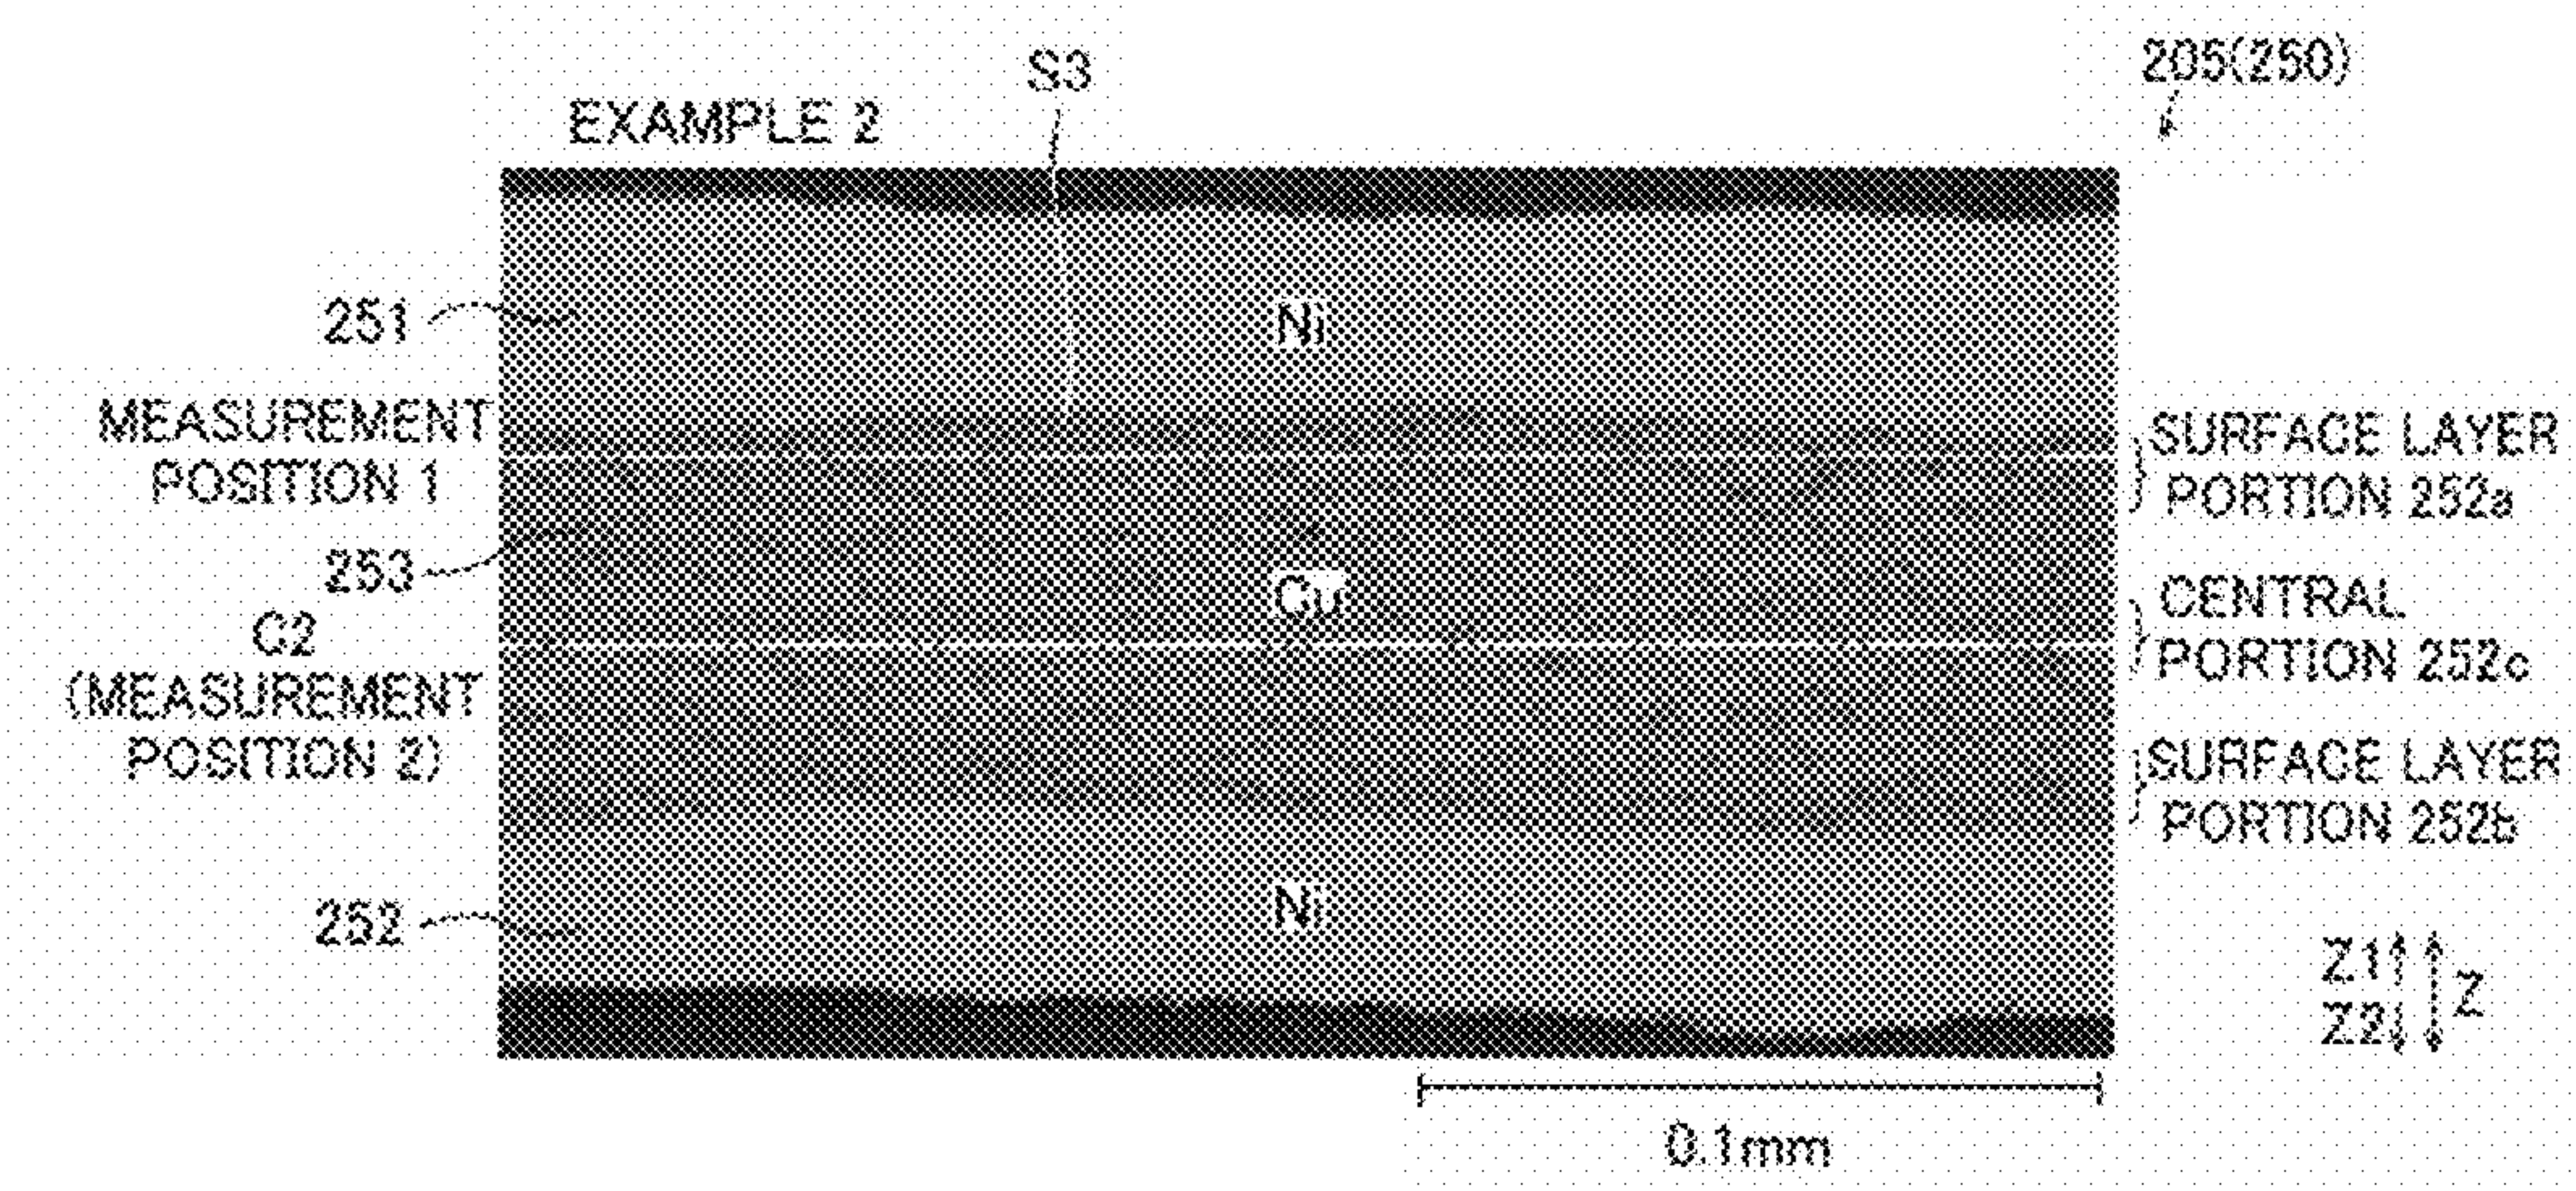 S3
205(250)
EXAMPLE 2
251
Ni
MEASUREMENT
POSITION 1
SURFACE LAYER
PORTION 252a
253
Cu
C2
(MEASUREMENT
POSITION 2)
CENTRAL
PORTION 252c
SURFACE LAYER
PORTION 252b
252
Ni
Z1
Z2
Z
0.1mm